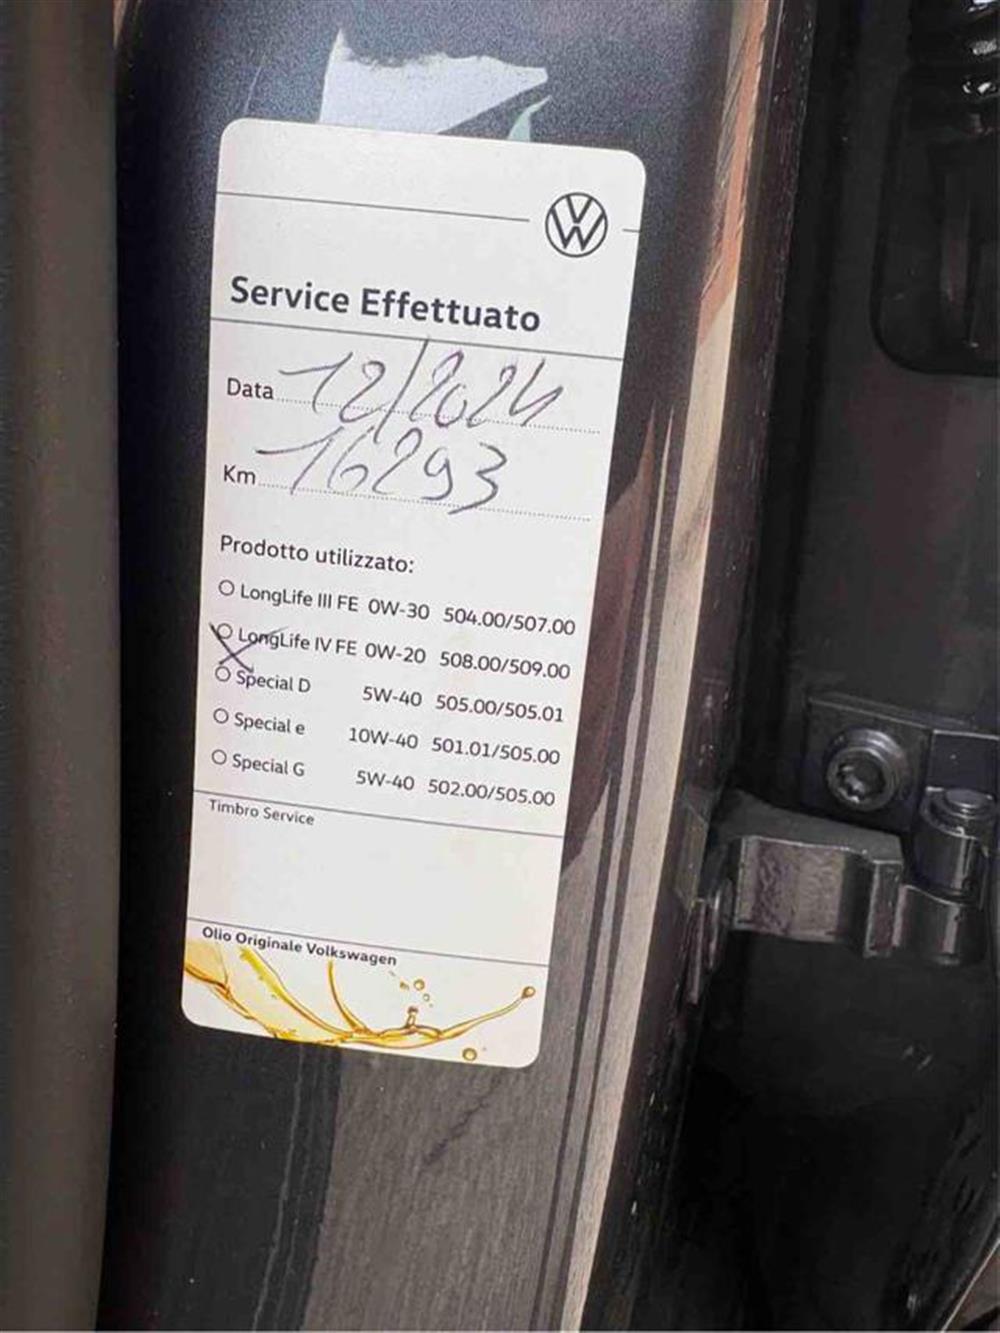 Service Effettuato
Data 12/2024
Km 16293
Prodotto utilizzato:
LongLife III FE 0W-30 504.00/507.00
LongLife IV FE 0W-20 508.00/509.00
Special D 5W-40 505.00/505.01
Special e 10W-40 501.01/505.00
Special G 5W-40 502.00/505.00
Timbro Service
Olio Originale Volkswagen